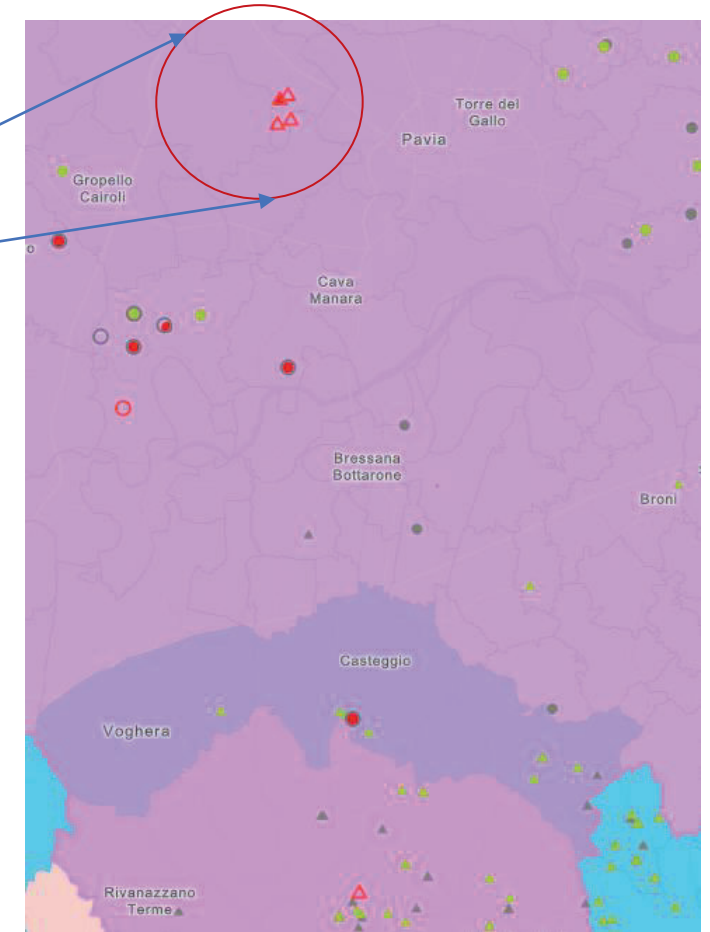 Torre del
Gallo
Pavia
Gropello
Cairoli
o
Cava
Manara
Bressana
Bottarone
Broni
Casteggio
Voghera
Rivanazzano
Terme